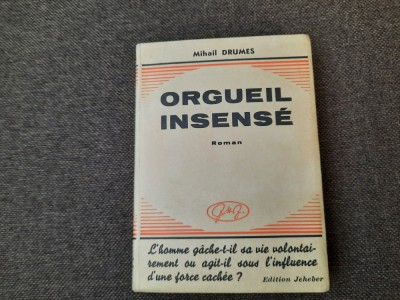 Mihail DRUMES
ORGUEIL
INSENSÉ
Roman
L'homme gâche-t-il sa vie volontai-
rement ou agit-il sous l'influence
d'une force cachée ? Edition Jeheber